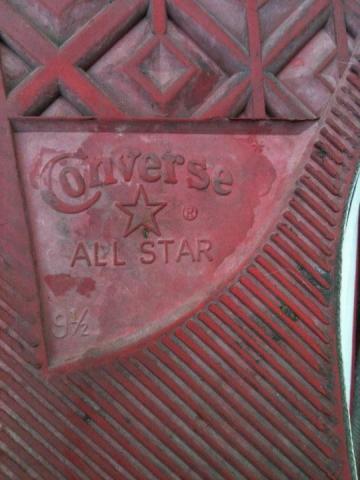 Converse
®
ALL STAR
9½